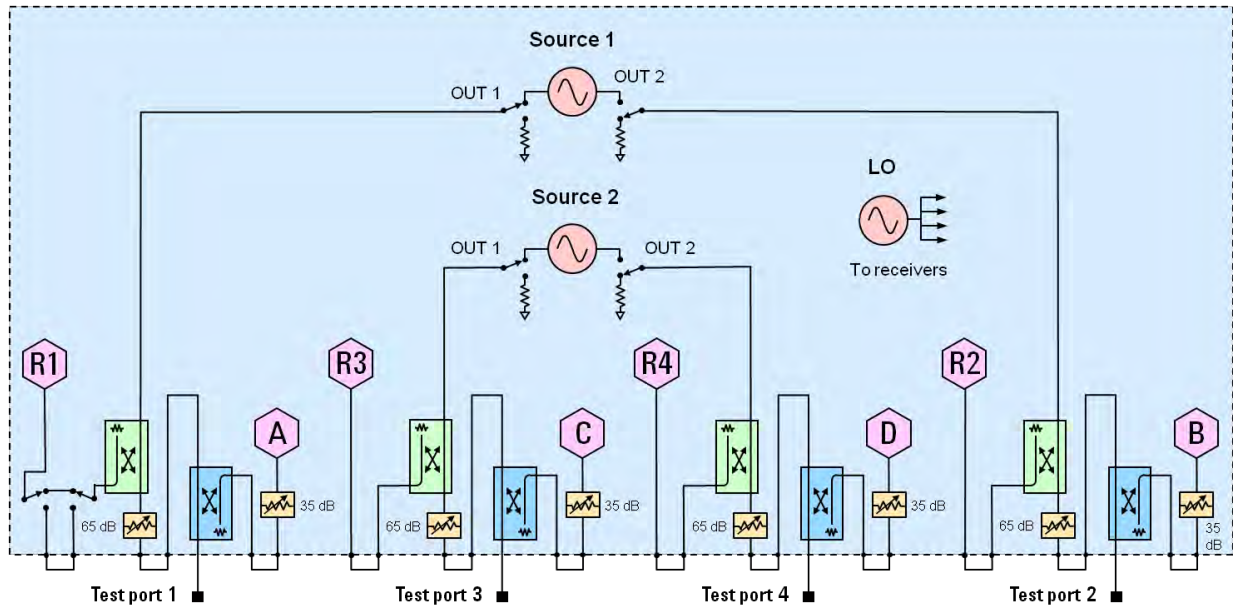 Source 1
OUT 1
OUT 2
Source 2
OUT 1
OUT 2
LO
To receivers
R1
R3
R4
R2
A
C
D
B
65 dB
35 dB
65 dB
35 dB
65 dB
35 dB
65 dB
35
dB
Test port 1
Test port 3
Test port 4
Test port 2